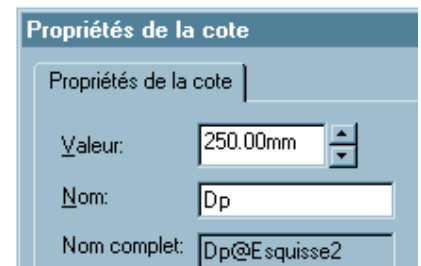 Propriétés de la cote
Propriétés de la cote
Valeur: 250.00mm
Nom: Dp
Nom complet: Dp@Esquisse2